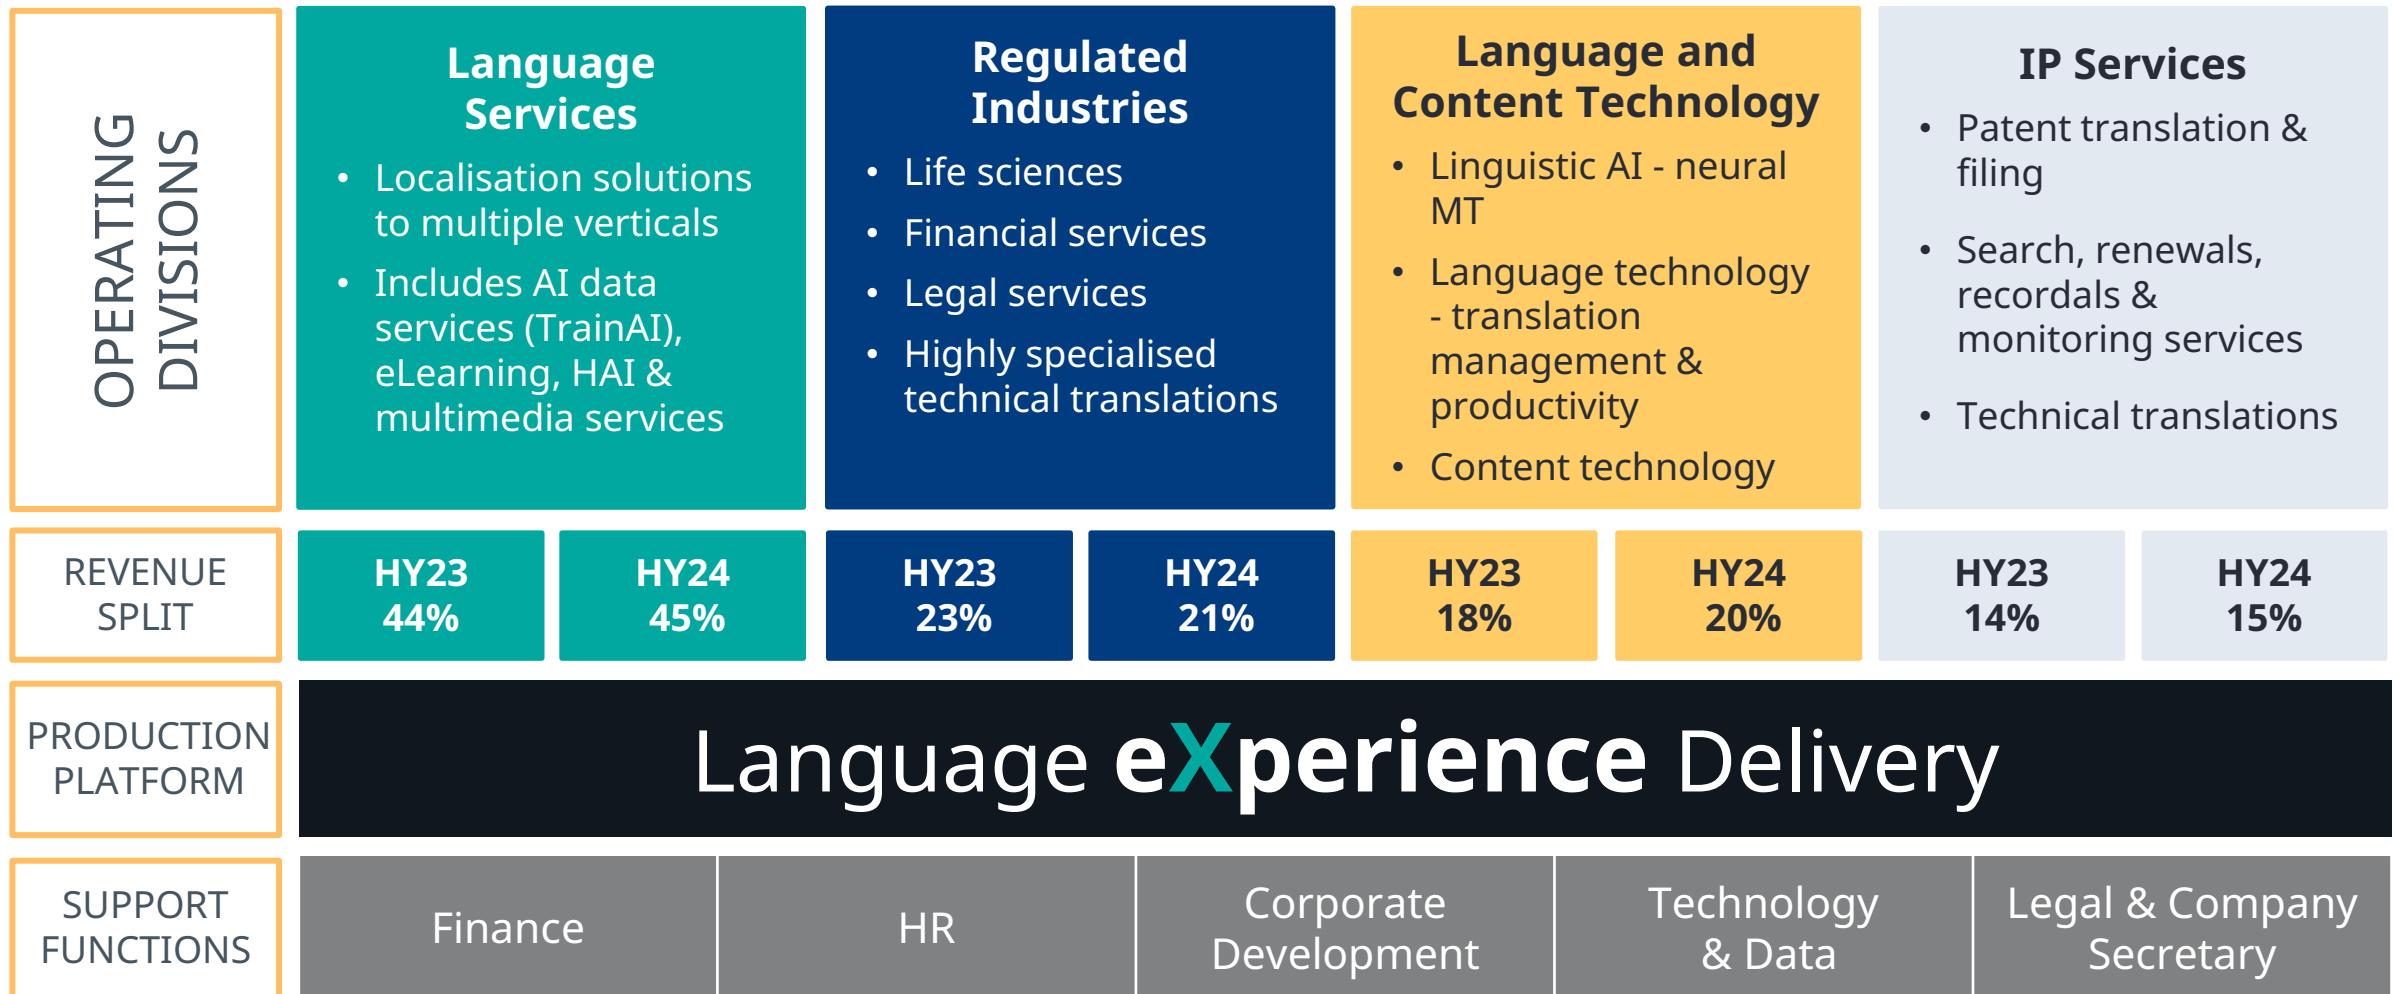 OPERATING
DIVISIONS
Language
Services
• Localisation solutions
to multiple verticals
• Includes AI data
services (TrainAI),
eLearning, HAI &
multimedia services
Regulated
Industries
• Life sciences
• Financial services
• Legal services
• Highly specialised
technical translations
Language and
Content Technology
• Linguistic AI - neural
MT
• Language technology
- translation
management &
productivity
• Content technology
IP Services
• Patent translation &
filing
• Search, renewals,
recordals &
monitoring services
• Technical translations
REVENUE
SPLIT
HY23
44%
HY24
45%
HY23
23%
HY24
21%
HY23
18%
HY24
20%
HY23
14%
HY24
15%
PRODUCTION
PLATFORM
Language eXperience Delivery
SUPPORT
FUNCTIONS
Finance
HR
Corporate
Development
Technology
& Data
Legal & Company
Secretary